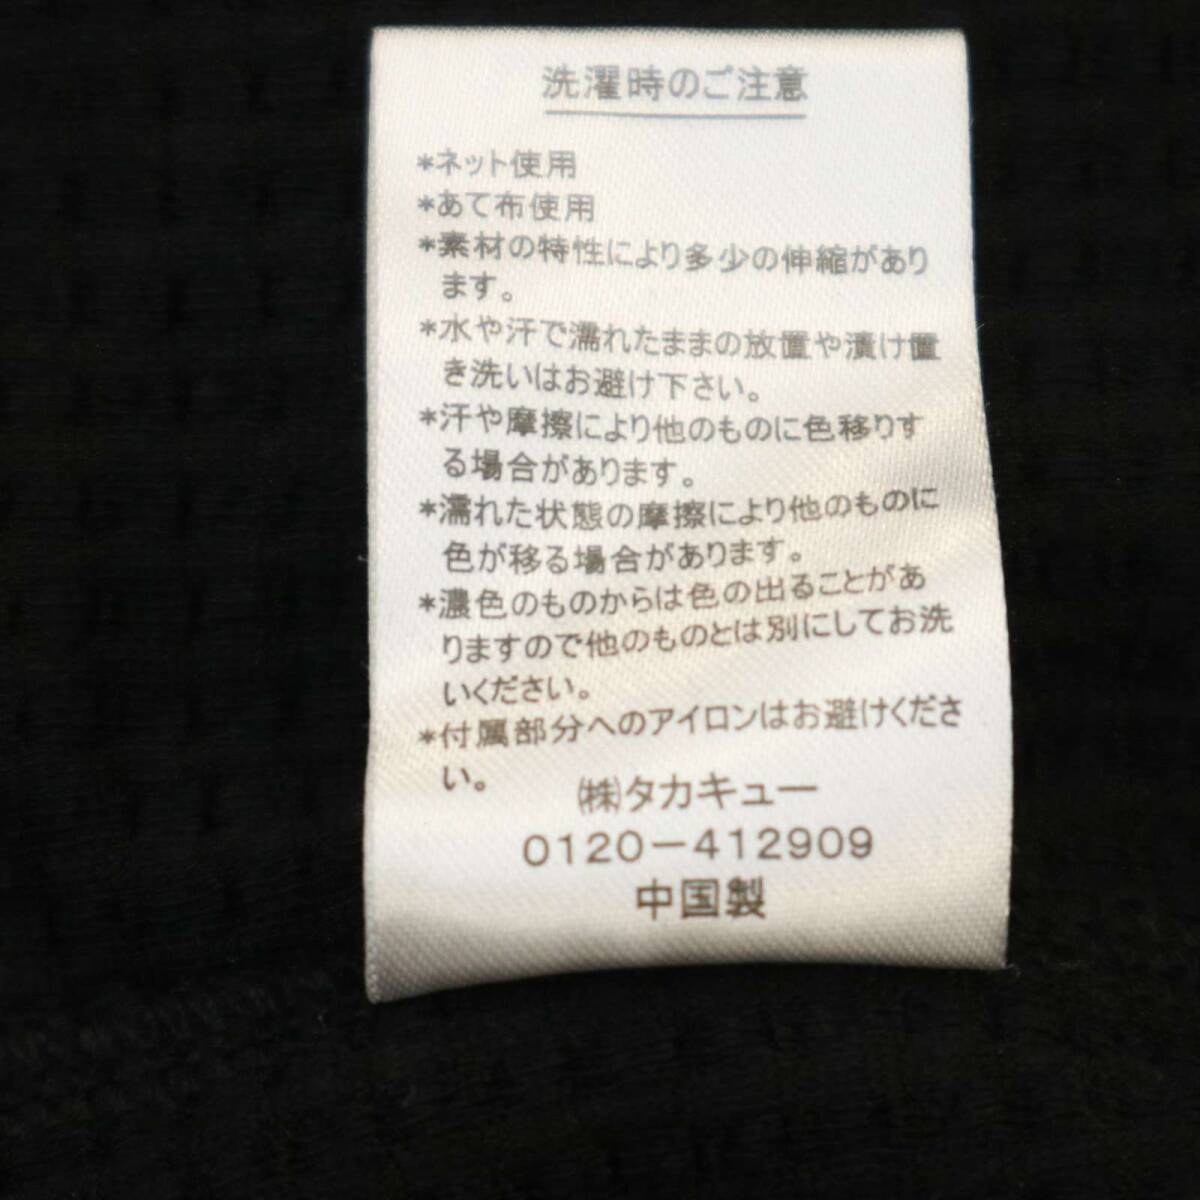 洗濯時のご注意
*ネット使用
*あて布使用
*素材の特性により多少の伸縮があり
ます。
*水や汗で濡れたままの放置や漬け置
き洗いはお避け下さい。
*汗や摩擦により他のものに色移りす
る場合があります。
*濡れた状態の摩擦により他のものに
色が移る場合があります。
*濃色のものからは色の出ることがあ
りますので他のものとは別にしてお洗
いください。
*付属部分へのアイロンはお避けくださ
い。
㈱タカキュー
0120-412909
中国製